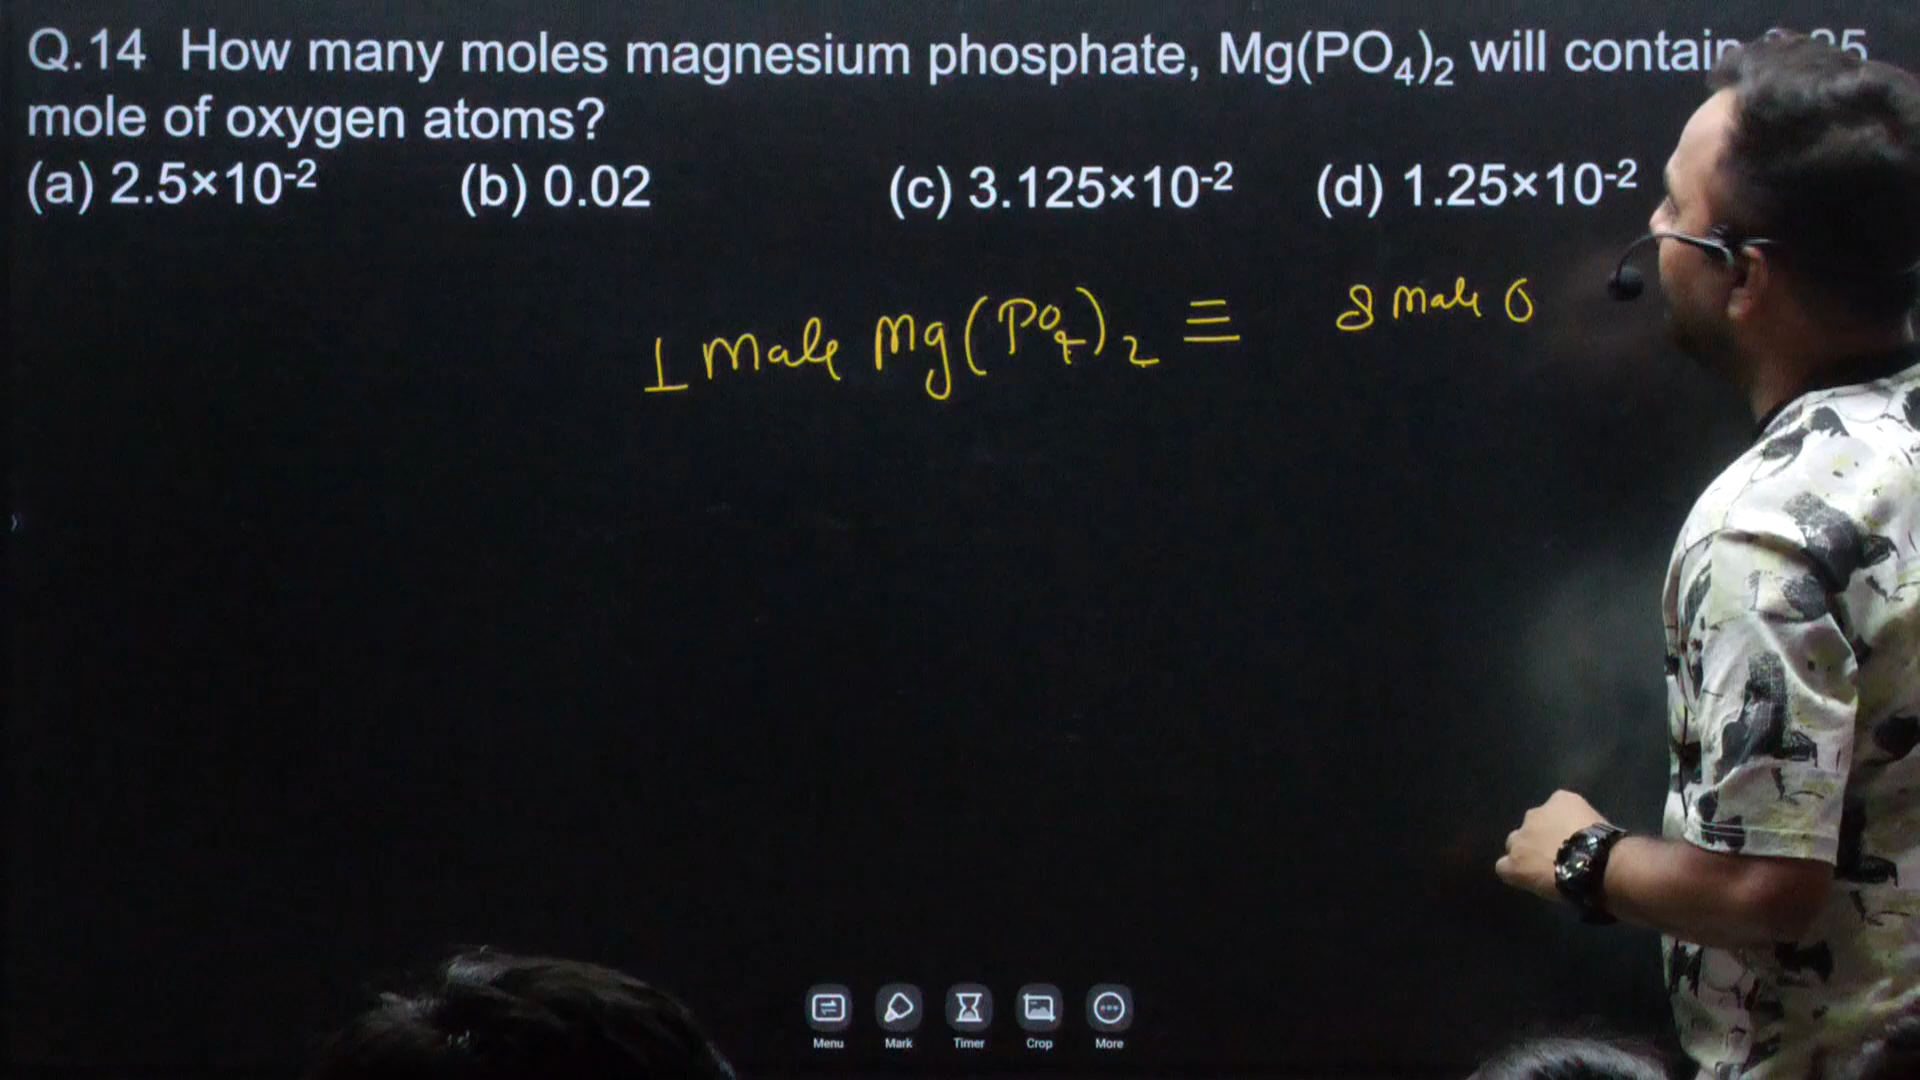 Q.14 How many moles magnesium phosphate, Mg(PO₄)₂ will contain
mole of oxygen atoms?
(a) 2.5×10⁻² (b) 0.02 (c) 3.125×10⁻² (d) 1.25×10⁻²
1 mole Mg(PO₄)₂ ≡ 8 mole O
Menu Mark Timer Crop More